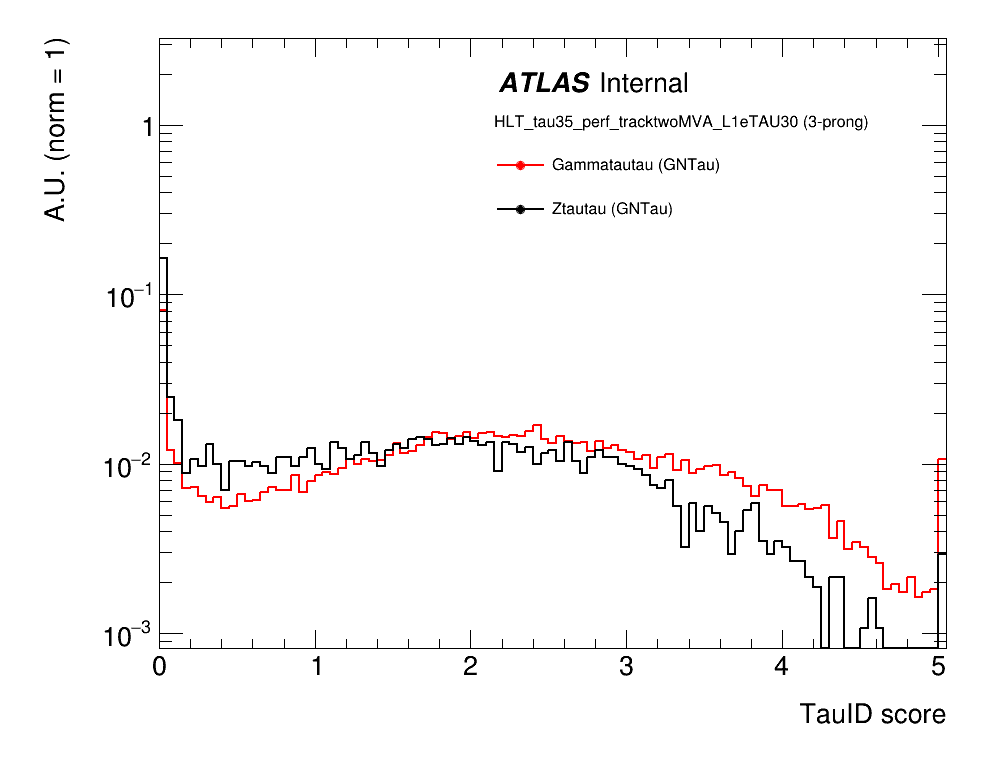 A.U. (norm = 1)
ATLAS Internal
HLT_tau35_perf_tracktwoMVA_L1eTAU30 (3-prong)
Gammatautau (GNTau)
Ztautau (GNTau)
1
10⁻¹
10⁻²
10⁻³
0 1 2 3 4 5
TauID score